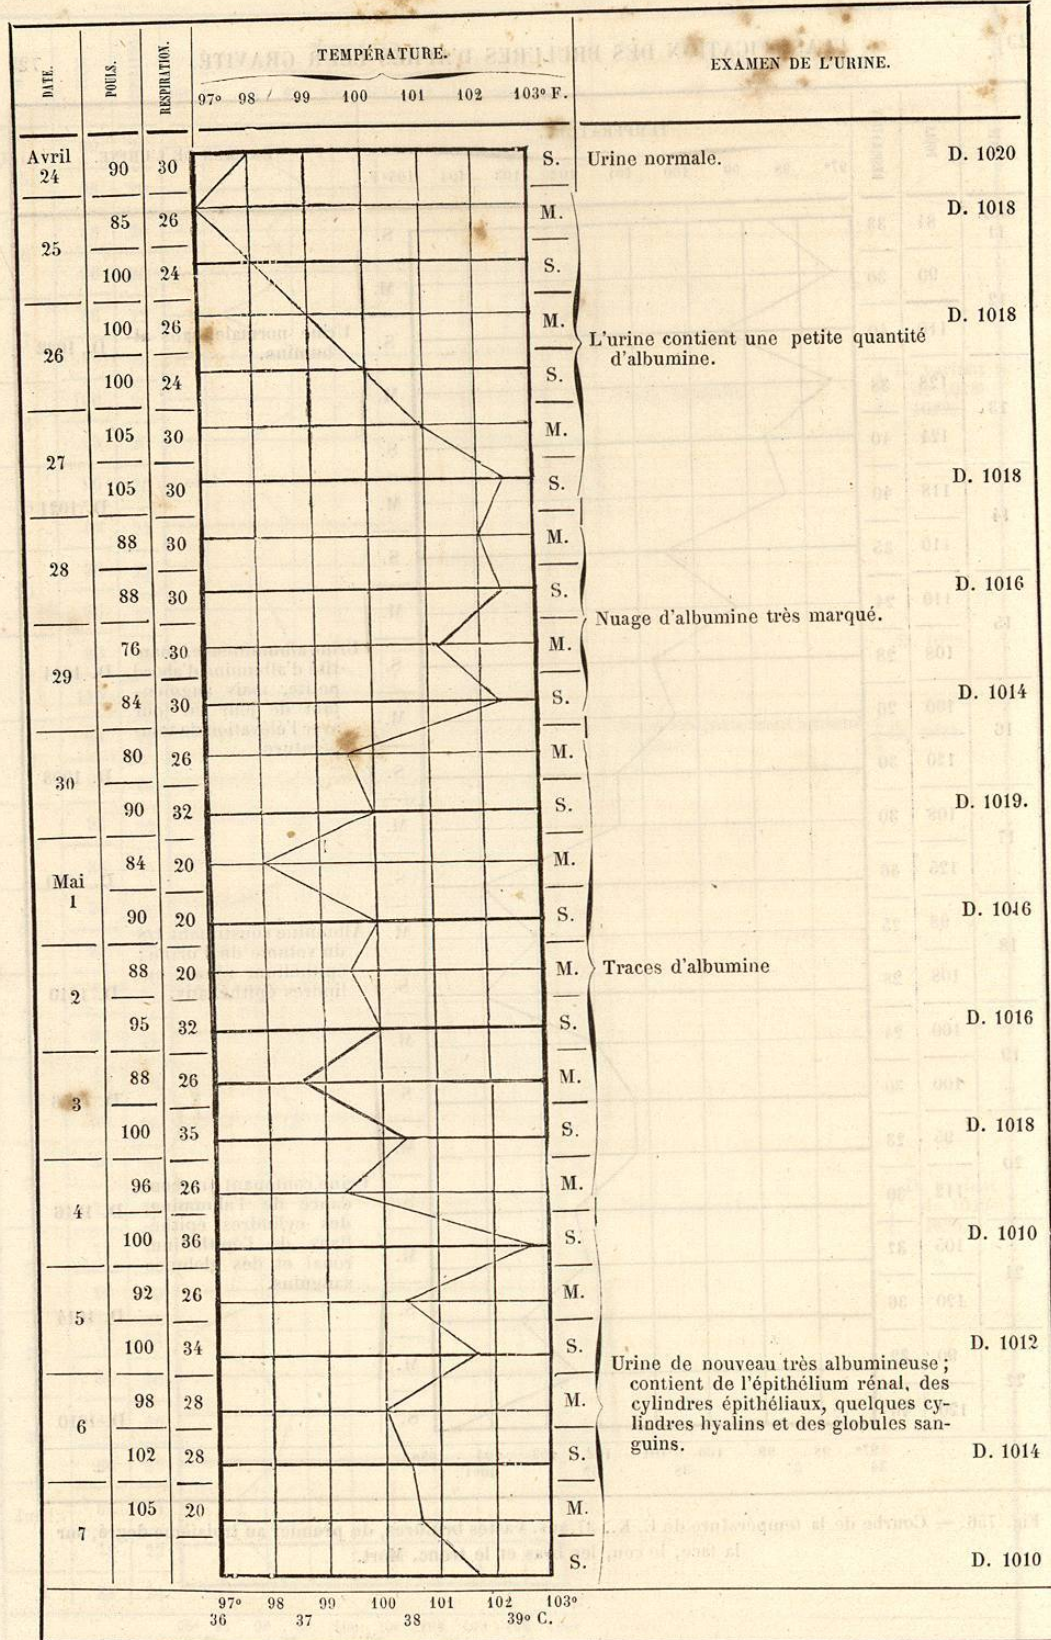 DATE. POULS. RESPIRATION. TEMPÉRATURE. EXAMEN DE L'URINE.
97° 98 99 100 101 102 103° F.
Avril
24 90 30 S. Urine normale. D. 1020
85 26 M. D. 1018
25
100 24 S.
100 26 M. D. 1018
L'urine contient une petite quantité
26 d'albumine.
100 24 S.
105 30 M.
27
105 30 S. D. 1018
88 30 M.
28
88 30 S. D. 1016
Nuage d'albumine très marqué.
76 30 M.
29
84 30 S. D. 1014
80 26 M.
30
90 32 S. D. 1019.
84 20 M.
Mai
1
90 20 S. D. 1016
88 20 M. Traces d'albumine
2
95 32 S. D. 1016
88 26 M.
3
100 35 S. D. 1018
96 26 M.
4
100 36 S. D. 1010
92 26 M.
5
100 34 S. D. 1012
Urine de nouveau très albumineuse ;
contient de l'épithélium rénal, des
98 28 M. cylindres épithéliaux, quelques cy-
6 lindres hyalins et des globules san-
guins.
102 28 S. D. 1014
105 20 M.
7
S. D. 1010
97° 98 99 100 101 102 103°
36 37 38 39° C.